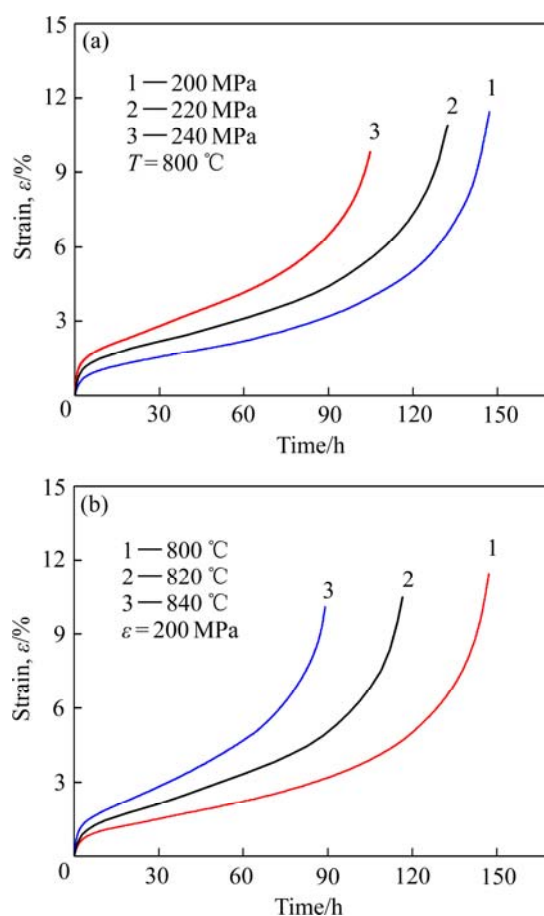 15
(a)
12
1 — 200 MPa
2 — 220 MPa
3 — 240 MPa
T = 800 ℃
3
2
1
9
6
3
0
30
60
90
120
150
Strain, ε/%
Time/h
15
(b)
12
1 — 800 ℃
2 — 820 ℃
3 — 840 ℃
ε = 200 MPa
3
2
1
9
6
3
0
30
60
90
120
150
Strain, ε/%
Time/h